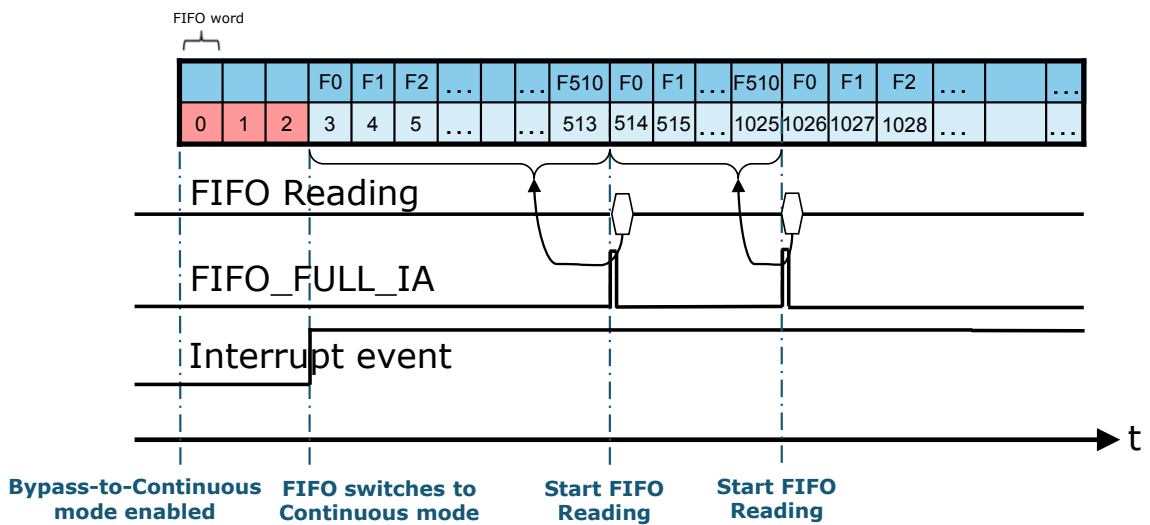 FIFO word
F0 F1 F2 ... ... F510 F0 F1 ... F510 F0 F1 F2 ... ...
0 1 2 3 4 5 ... ... 513 514 515 ... 1025 1026 1027 1028 ... ...
FIFO Reading
FIFO_FULL_IA
Interrupt event
t
Bypass-to-Continuous
mode enabled
FIFO switches to
Continuous mode
Start FIFO
Reading
Start FIFO
Reading